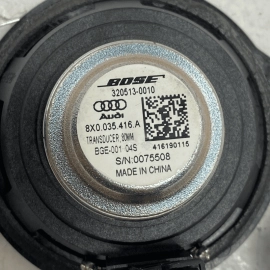 BOSE
320513-0010
Audi
8X0.035.416.A
TRANSDUCER, 80MM,
BGE-001 04S
416190115
S/N:0075508
MADE IN CHINA